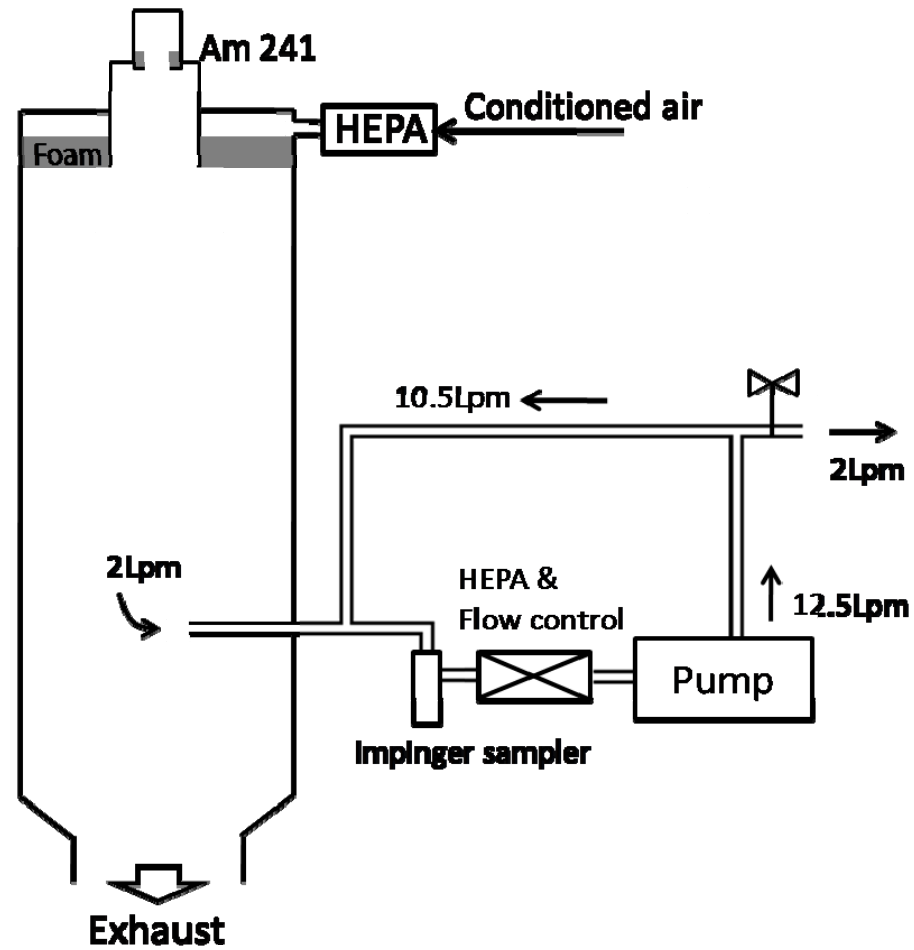 Am 241
Conditioned air
HEPA
Foam
10.5Lpm
2Lpm
2Lpm
HEPA &
Flow control
12.5Lpm
Pump
Impinger sampler
Exhaust